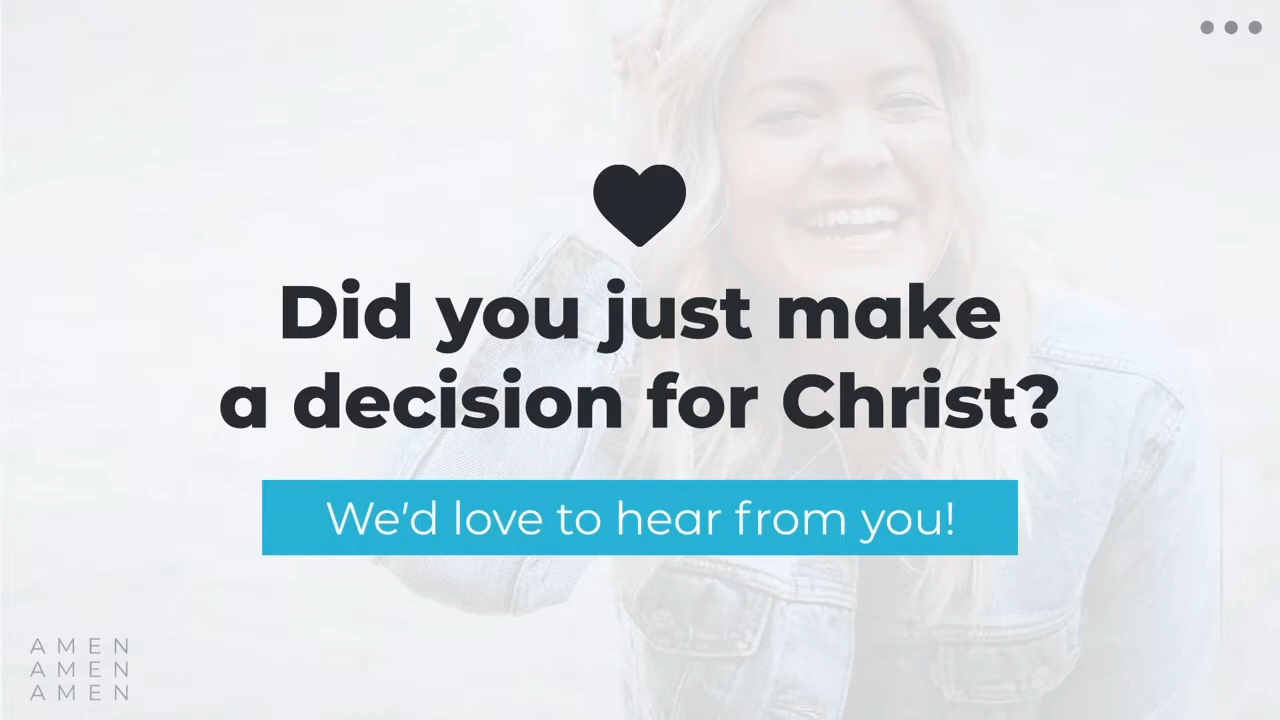 Did you just make
a decision for Christ?
We'd love to hear from you!
AMEN
AMEN
AMEN